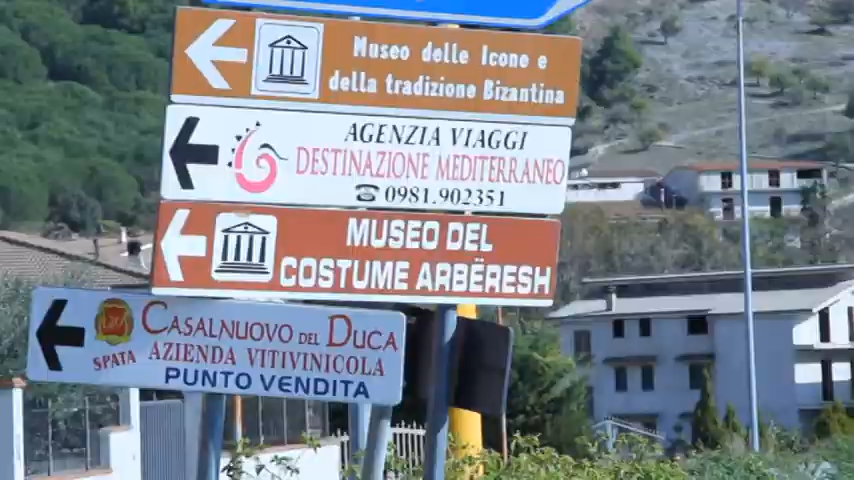 Museo delle Icone e
della tradizione Bizantina
AGENZIA VIAGGI
DESTINAZIONE MEDITERRANEO
0981.902351
MUSEO DEL
COSTUME ARBËRESH
CASALNUOVO DEL DUCA
SPATA AZIENDA VITIVINICOLA
PUNTO VENDITA